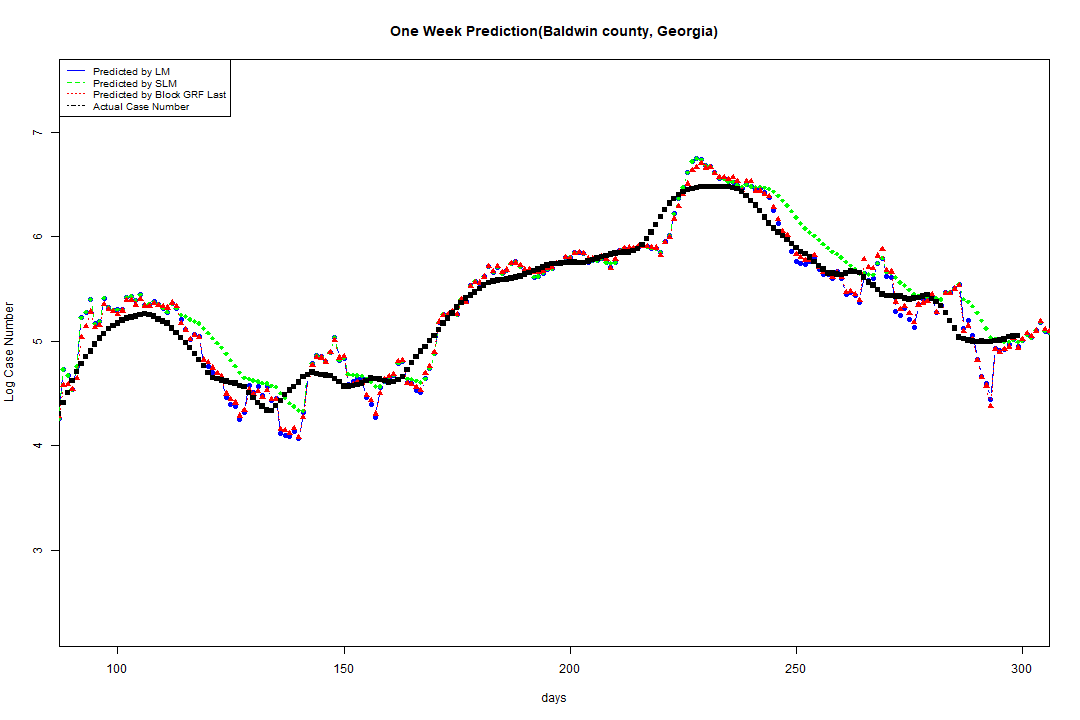 One Week Prediction(Baldwin county, Georgia)
Predicted by LM
Predicted by SLM
Predicted by Block GRF Last
Actual Case Number
7
6
5
4
3
Log Case Number
100 150 200 250 300
days